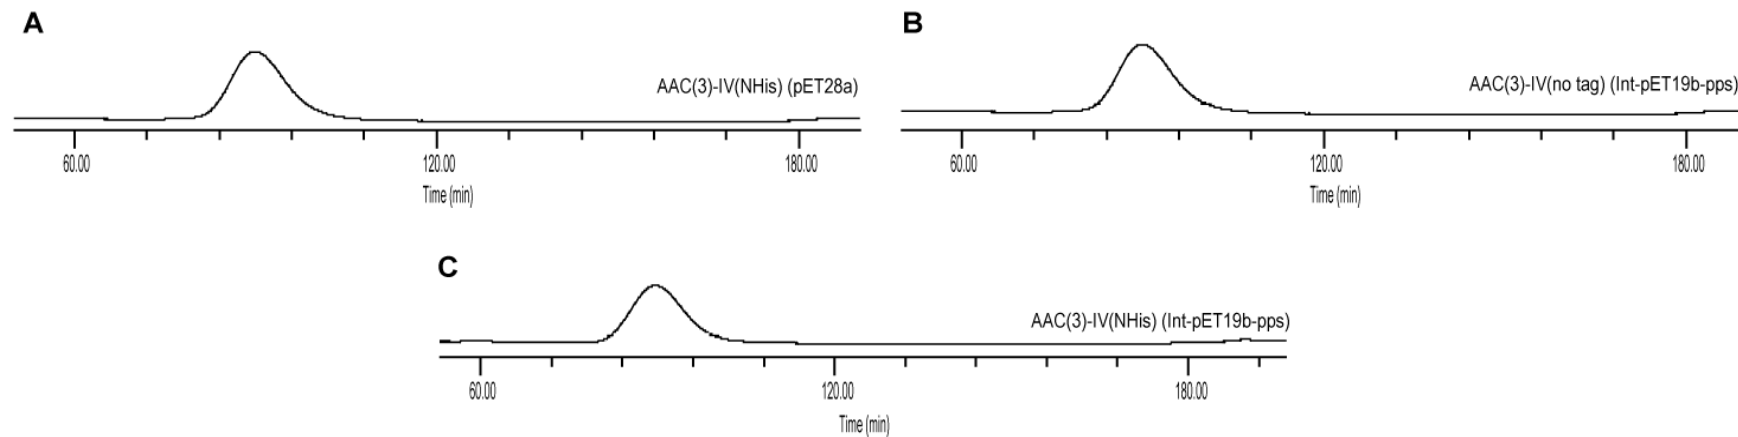 A
AAC(3)-IV(NHis) (pET28a)
60.00
120.00
180.00
Time (min)
B
AAC(3)-IV(no tag) (Int-pET19b-pps)
60.00
120.00
180.00
Time (min)
C
AAC(3)-IV(NHis) (Int-pET19b-pps)
60.00
120.00
180.00
Time (min)